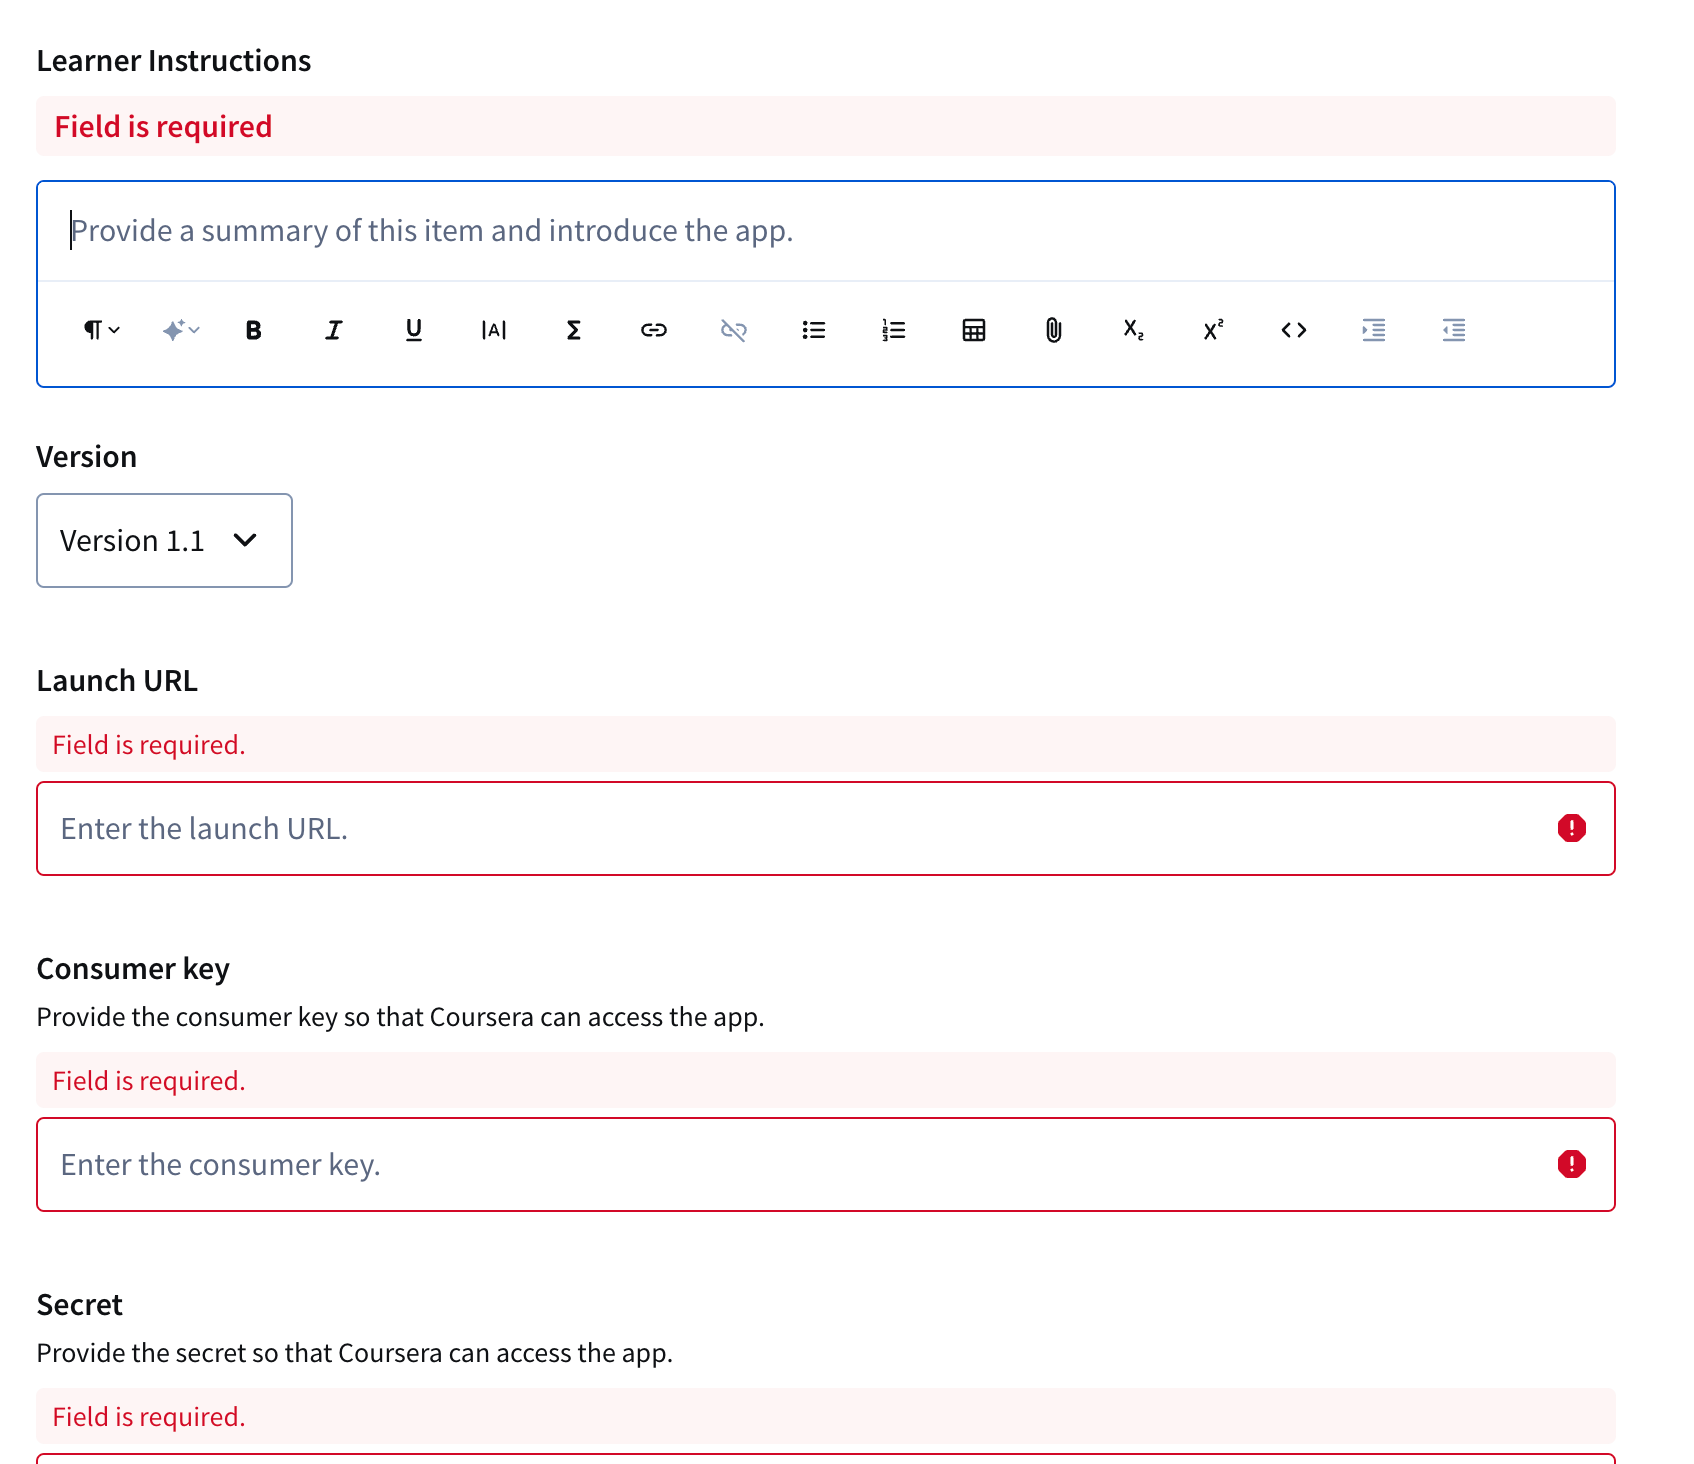 Learner Instructions
Field is required
Provide a summary of this item and introduce the app.
Version
Version 1.1
Launch URL
Field is required.
Enter the launch URL.
Consumer key
Provide the consumer key so that Coursera can access the app.
Field is required.
Enter the consumer key.
Secret
Provide the secret so that Coursera can access the app.
Field is required.